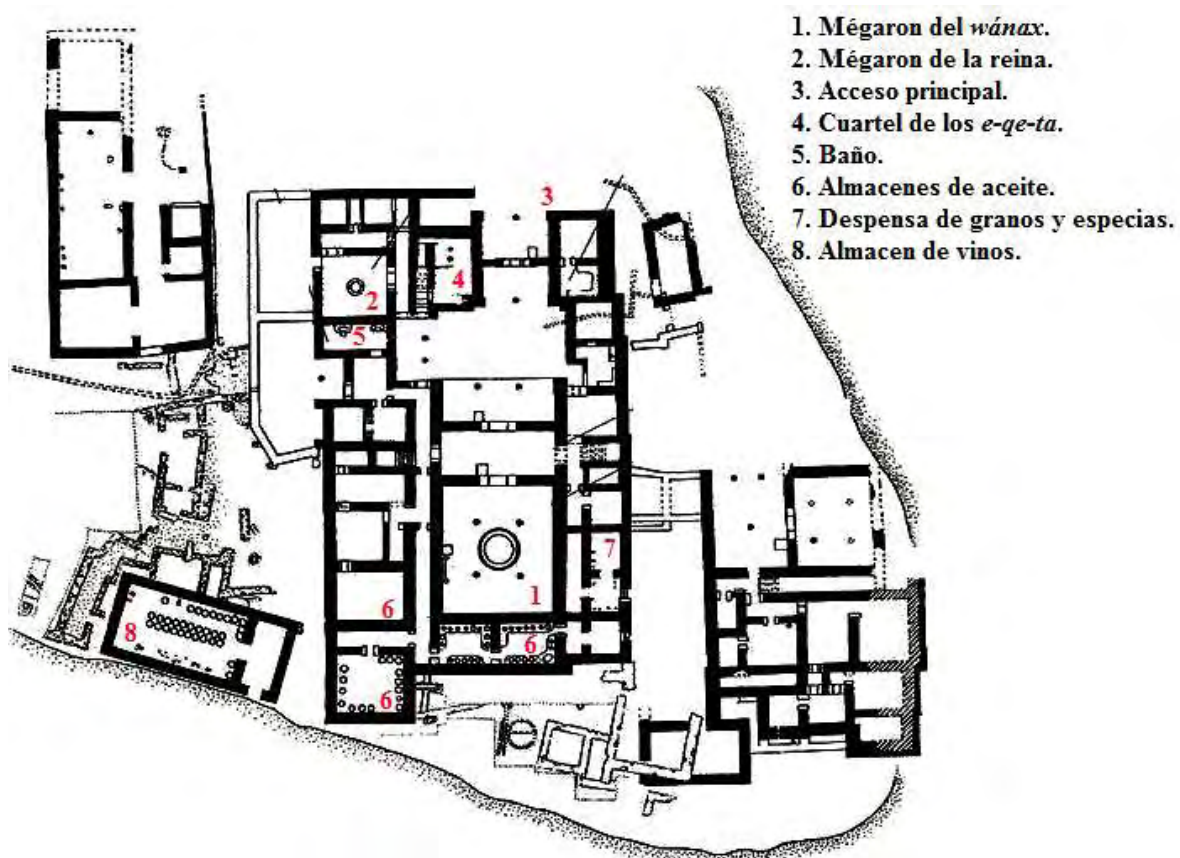 1. Mégaron del wánax.
2. Mégaron de la reina.
3. Acceso principal.
4. Cuartel de los e-qe-ta.
5. Baño.
6. Almacenes de aceite.
7. Despensa de granos y especias.
8. Almacen de vinos.
3
4
2
5
7
1
6
6
8
6